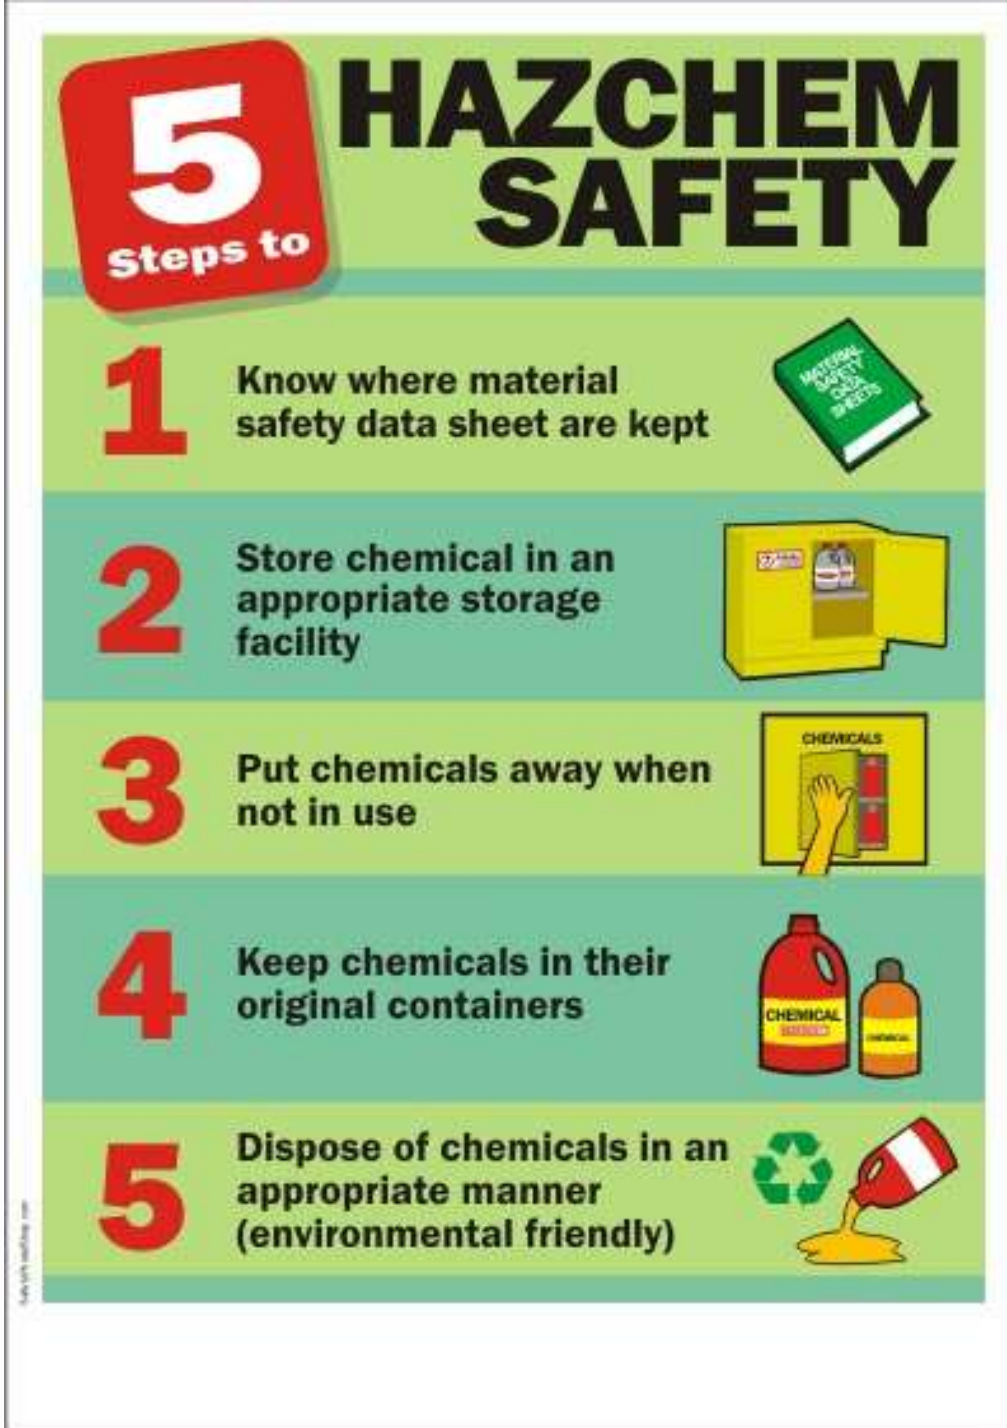 5
Steps to
HAZCHEM
SAFETY
1
Know where material
safety data sheet are kept
MATERIAL
SAFETY
DATA
SHEETS
2
Store chemical in an
appropriate storage
facility
3
Put chemicals away when
not in use
CHEMICALS
4
Keep chemicals in their
original containers
CHEMICAL
CHEMICAL
5
Dispose of chemicals in an
appropriate manner
(environmental friendly)